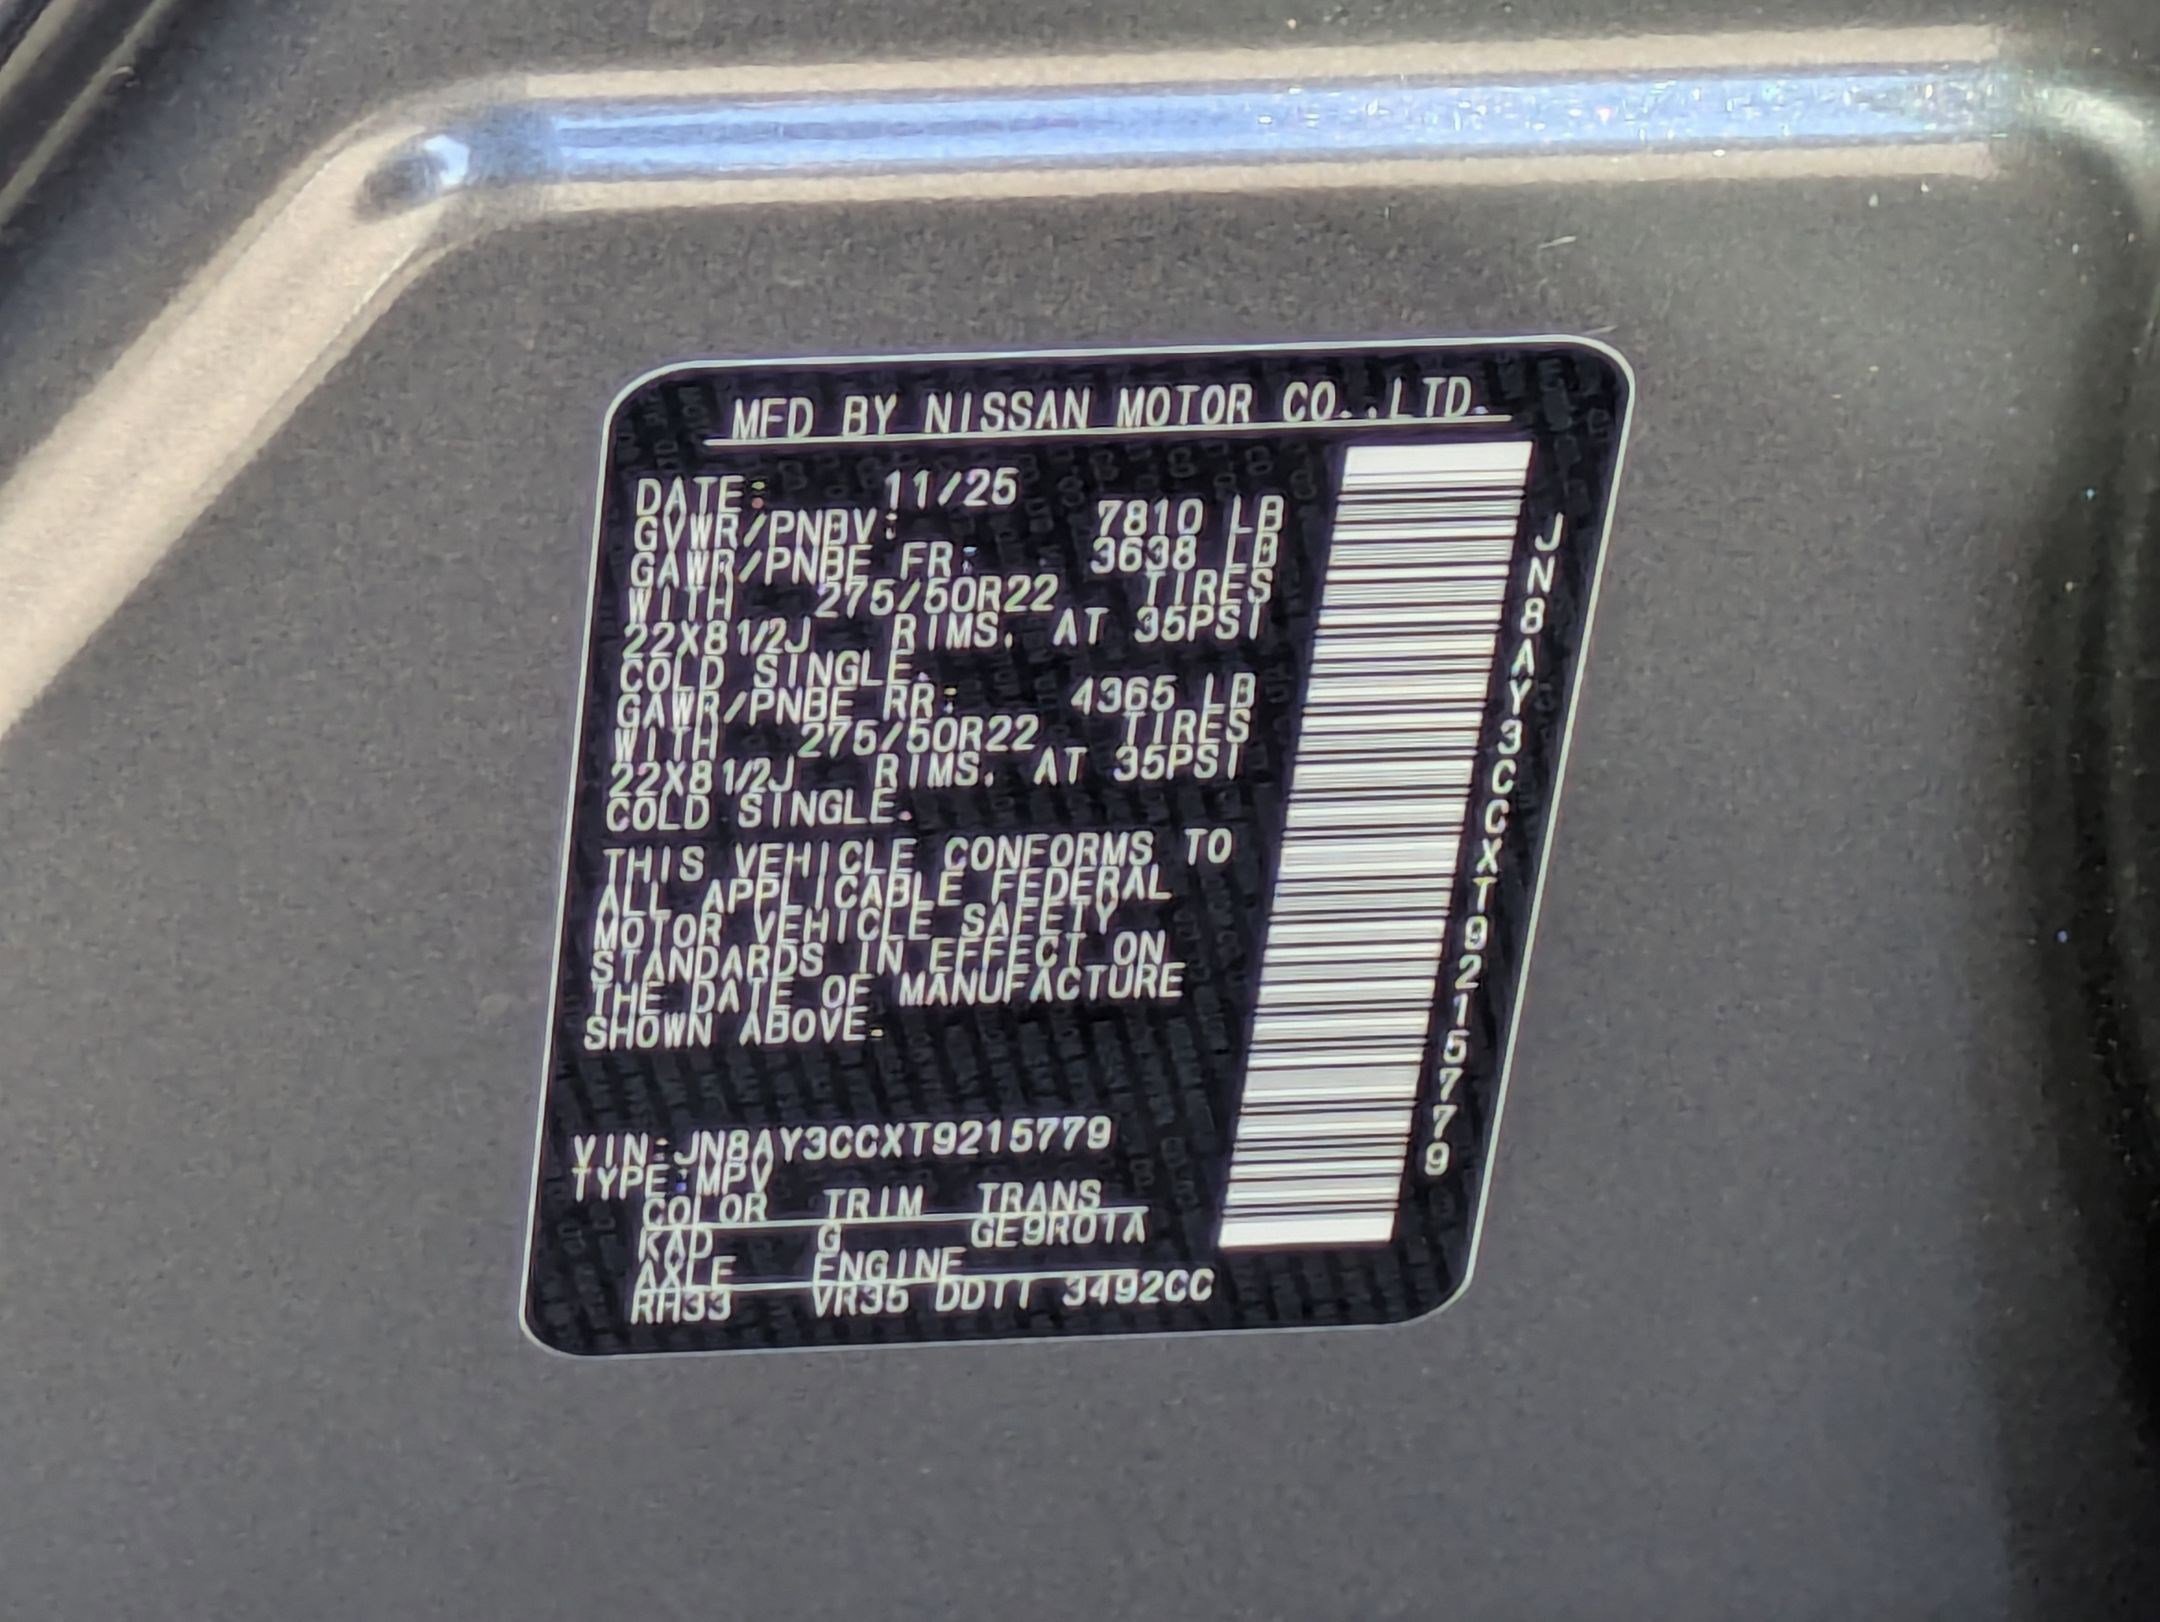 MFD BY NISSAN MOTOR CO.,LTD.
DATE: 11/25
GVWR/PNBV: 7810 LB
GAWR/PNBE FR: 3638 LB
WITH 275/50R22 TIRES
22X81/2J RIMS, AT 35PSI
COLD SINGLE.
GAWR/PNBE RR: 4365 LB
WITH 275/50R22 TIRES
22X81/2J RIMS, AT 35PSI
COLD SINGLE.
THIS VEHICLE CONFORMS TO
ALL APPLICABLE FEDERAL
MOTOR VEHICLE SAFETY
STANDARDS IN EFFECT ON
THE DATE OF MANUFACTURE
SHOWN ABOVE.
VIN:JN8AY3CCXT9215779
TYPE:MPV
COLOR TRIM TRANS
KAD G GE9R01A
AXLE ENGINE
RH33 VR35 DDTT 3492CC
JN8AY3CCXT9215779